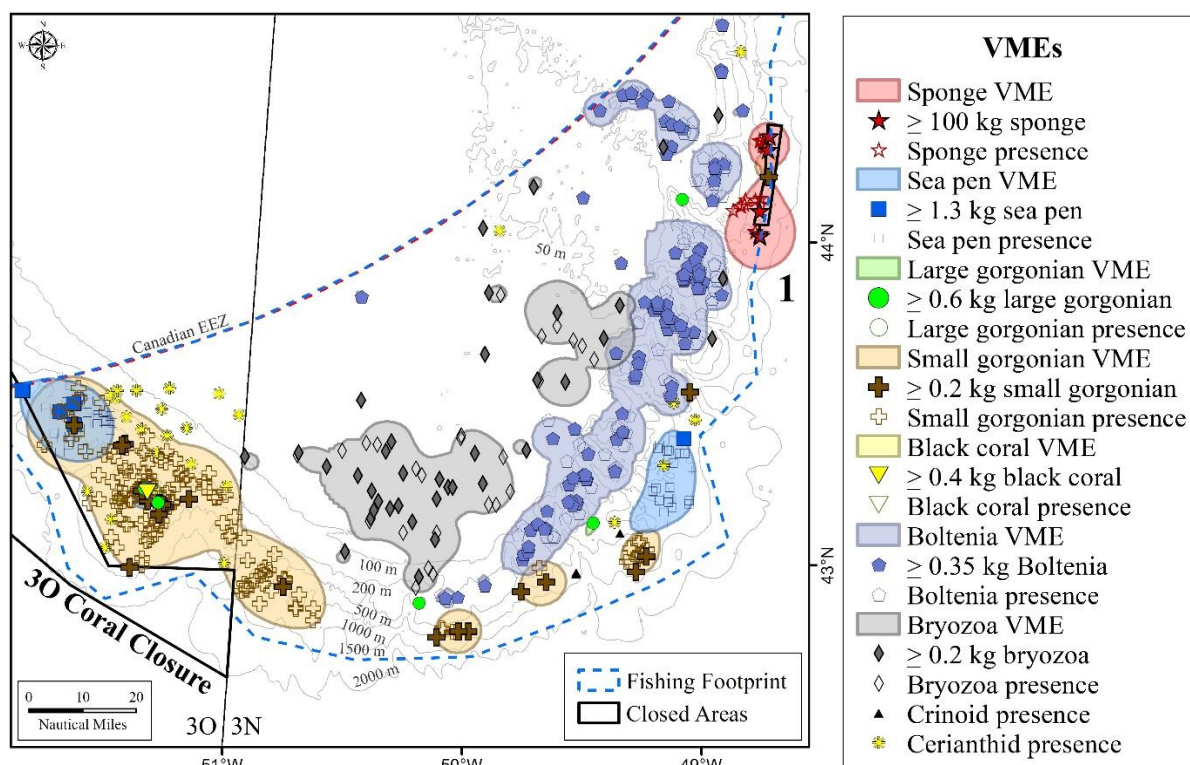 N
W E
S
50 m
Canadian EEZ
44°N
1
43°N
100 m
200 m
500 m
1000 m
1500 m
2000 m
3O Coral Closure
0 10 20
Nautical Miles
3O 3N
Fishing Footprint
Closed Areas
51°W 50°W 49°W
VMEs
Sponge VME
≥ 100 kg sponge
Sponge presence
Sea pen VME
≥ 1.3 kg sea pen
Sea pen presence
Large gorgonian VME
≥ 0.6 kg large gorgonian
Large gorgonian presence
Small gorgonian VME
≥ 0.2 kg small gorgonian
Small gorgonian presence
Black coral VME
≥ 0.4 kg black coral
Black coral presence
Boltenia VME
≥ 0.35 kg Boltenia
Boltenia presence
Bryozoa VME
≥ 0.2 kg bryozoa
Bryozoa presence
Crinoid presence
Cerianthid presence